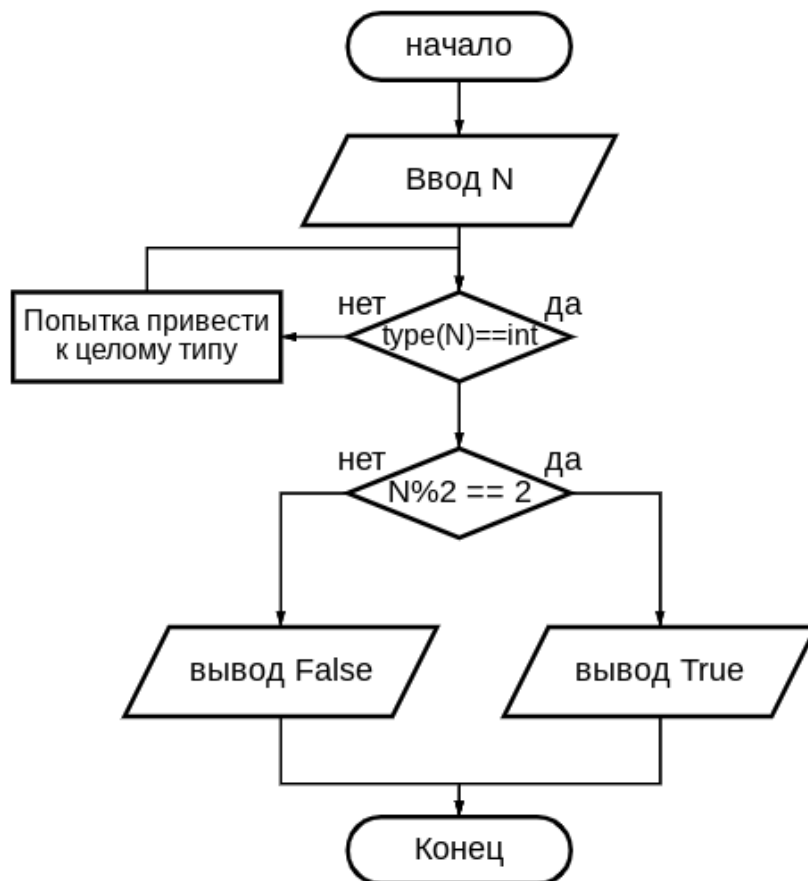 начало
Ввод N
нет
да
type(N)==int
Попытка привести
к целому типу
нет
да
N%2 == 2
вывод False
вывод True
Конец